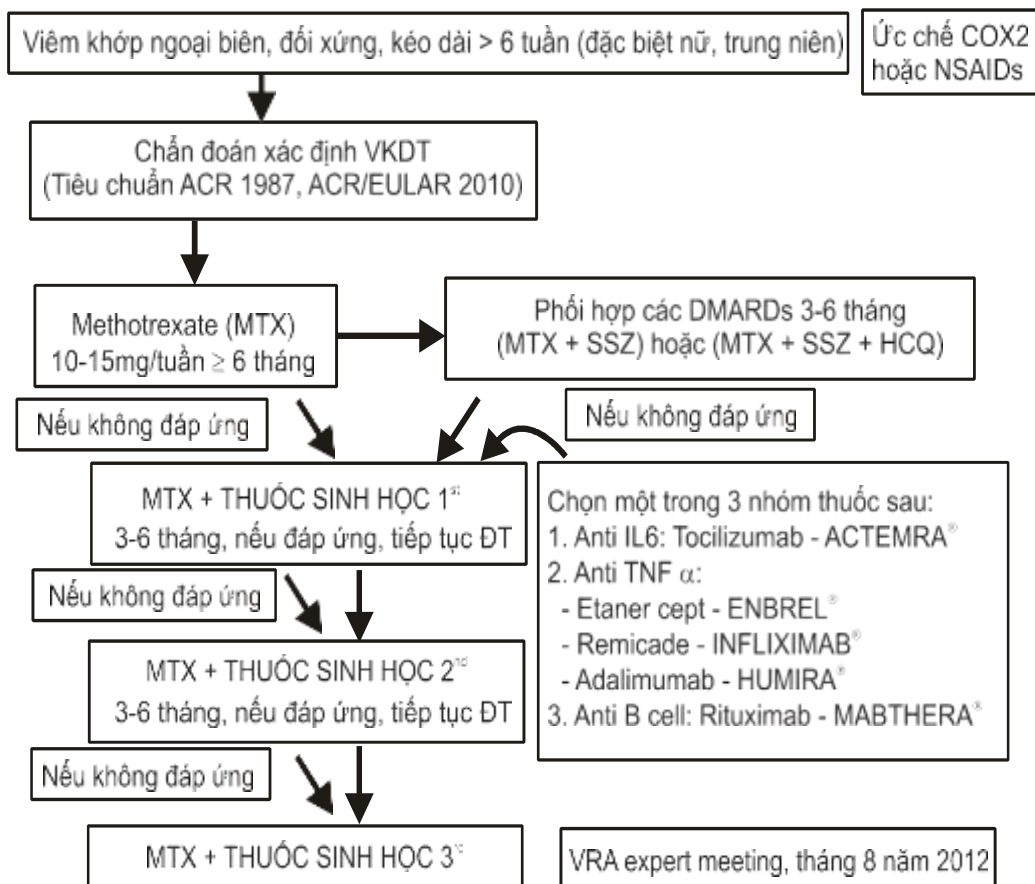 Viêm khớp ngoại biên, đối xứng, kéo dài > 6 tuần (đặc biệt nữ, trung niên)
Ức chế COX2
hoặc NSAIDs
Chẩn đoán xác định VKDT
(Tiêu chuẩn ACR 1987, ACR/EULAR 2010)
Methotrexate (MTX)
10-15mg/tuần ≥ 6 tháng
Phối hợp các DMARDs 3-6 tháng
(MTX + SSZ) hoặc (MTX + SSZ + HCQ)
Nếu không đáp ứng
Nếu không đáp ứng
MTX + THUỐC SINH HỌC 1st
3-6 tháng, nếu đáp ứng, tiếp tục ĐT
Chọn một trong 3 nhóm thuốc sau:
1. Anti IL6: Tocilizumab - ACTEMRA®
2. Anti TNF α:
- Etaner cept - ENBREL®
- Remicade - INFLIXIMAB®
- Adalimumab - HUMIRA®
3. Anti B cell: Rituximab - MABTHERA®
Nếu không đáp ứng
MTX + THUỐC SINH HỌC 2nd
3-6 tháng, nếu đáp ứng, tiếp tục ĐT
Nếu không đáp ứng
MTX + THUỐC SINH HỌC 3
VRA expert meeting, tháng 8 năm 2012